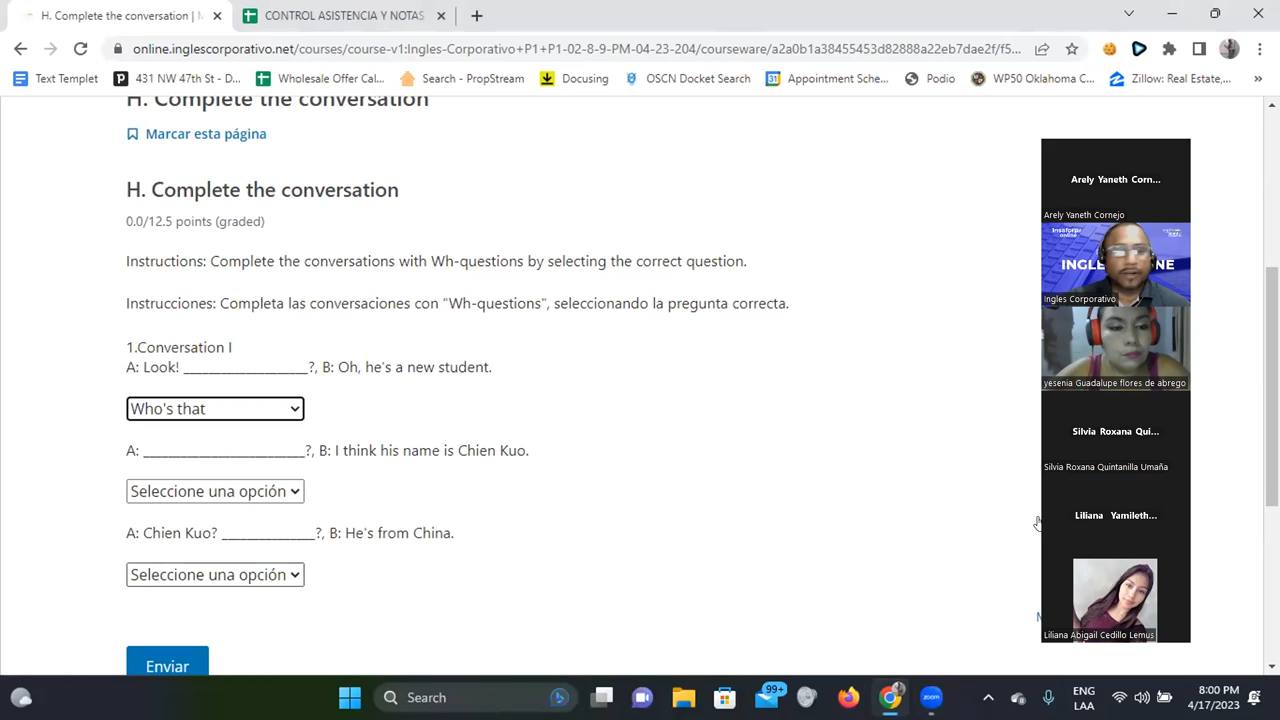 H. Complete the conversation |
CONTROL ASISTENCIA Y NOTAS
online.inglescorporativo.net/courses/course-v1:Ingles-Corporativo+P1+P1-02-8-9-PM-04-23-204/courseware/a2a0b1a38455453d82888a22eb7dae2f/f5...
Text Templet
431 NW 47th St - D...
Wholesale Offer Cal...
Search - PropStream
Docusing
OSCN Docket Search
Appointment Sche...
Podio
WP50 Oklahoma C...
Zillow: Real Estate,...
»
H. Complete the conversation
Marcar esta página
H. Complete the conversation
0.0/12.5 points (graded)
Instructions: Complete the conversations with Wh-questions by selecting the correct question.
Instrucciones: Completa las conversaciones con "Wh-questions", seleccionando la pregunta correcta.
1.Conversation I
A: Look! ___________________?, B: Oh, he's a new student.
Who's that
A: _________________________?, B: I think his name is Chien Kuo.
Seleccione una opción
A: Chien Kuo? ______________?, B: He's from China.
Seleccione una opción
Enviar
Arely Yaneth Corn...
Arely Yaneth Cornejo
Ingles Corporativo
yesenia Guadalupe flores de abrego
Silvia Roxana Qui...
Silvia Roxana Quintanilla Umaña
Liliana Yamileth...
Liliana Abigail Cedillo Lemus
Search
99+
zoom
ENG
LAA
8:00 PM
4/17/2023